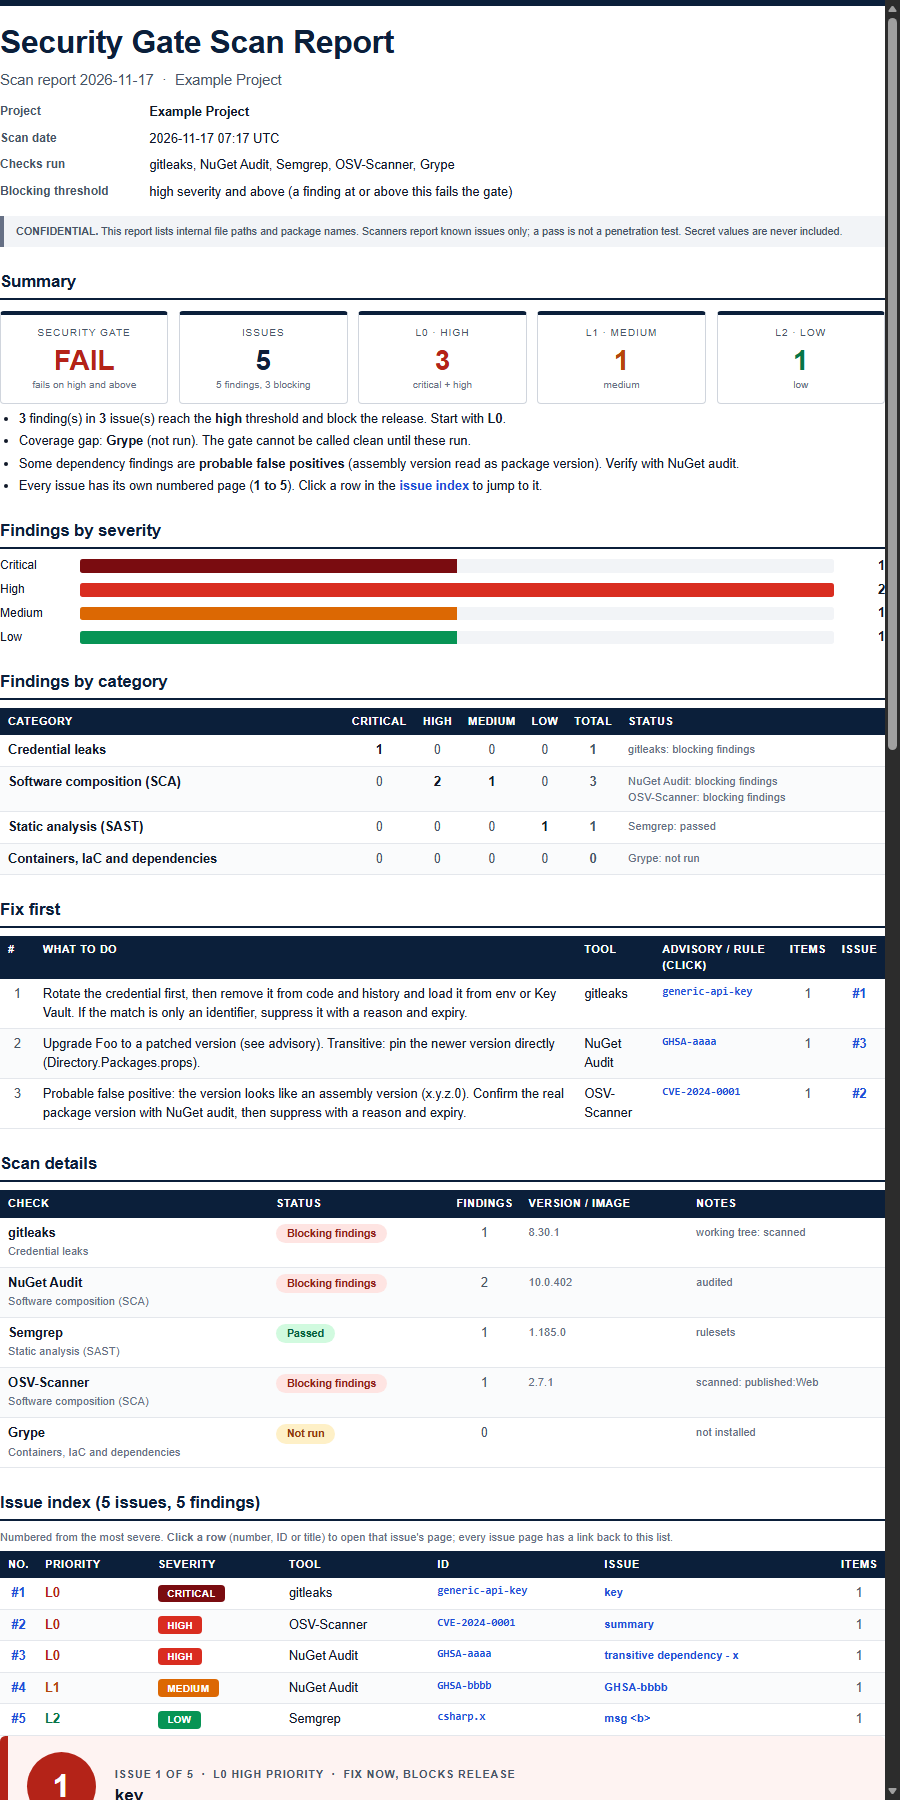 Security Gate Scan Report
Scan report 2026-11-17 · Example Project
Project Example Project
Scan date 2026-11-17 07:17 UTC
Checks run gitleaks, NuGet Audit, Semgrep, OSV-Scanner, Grype
Blocking threshold high severity and above (a finding at or above this fails the gate)
CONFIDENTIAL. This report lists internal file paths and package names. Scanners report known issues only; a pass is not a penetration test. Secret values are never included.
Summary
SECURITY GATE
FAIL
fails on high and above
ISSUES
5
5 findings, 3 blocking
L0 · HIGH
3
critical + high
L1 · MEDIUM
1
medium
L2 · LOW
1
low
• 3 finding(s) in 3 issue(s) reach the high threshold and block the release. Start with L0.
• Coverage gap: Grype (not run). The gate cannot be called clean until these run.
• Some dependency findings are probable false positives (assembly version read as package version). Verify with NuGet audit.
• Every issue has its own numbered page (1 to 5). Click a row in the issue index to jump to it.
Findings by severity
Critical 1
High 2
Medium 1
Low 1
Findings by category
CATEGORY CRITICAL HIGH MEDIUM LOW TOTAL STATUS
Credential leaks 1 0 0 0 1 gitleaks: blocking findings
Software composition (SCA) 0 2 1 0 3 NuGet Audit: blocking findings
OSV-Scanner: blocking findings
Static analysis (SAST) 0 0 0 1 1 Semgrep: passed
Containers, IaC and dependencies 0 0 0 0 0 Grype: not run
Fix first
# WHAT TO DO TOOL ADVISORY / RULE (CLICK) ITEMS ISSUE
1 Rotate the credential first, then remove it from code and history and load it from env or Key gitleaks generic-api-key 1 #1
Vault. If the match is only an identifier, suppress it with a reason and expiry.
2 Upgrade Foo to a patched version (see advisory). Transitive: pin the newer version directly NuGet GHSA-aaaa 1 #3
(Directory.Packages.props). Audit
3 Probable false positive: the version looks like an assembly version (x.y.z.0). Confirm the real OSV- CVE-2024-0001 1 #2
package version with NuGet audit, then suppress with a reason and expiry. Scanner
Scan details
CHECK STATUS FINDINGS VERSION / IMAGE NOTES
gitleaks Blocking findings 1 8.30.1 working tree: scanned
Credential leaks
NuGet Audit Blocking findings 2 10.0.402 audited
Software composition (SCA)
Semgrep Passed 1 1.185.0 rulesets
Static analysis (SAST)
OSV-Scanner Blocking findings 1 2.7.1 scanned: published:Web
Software composition (SCA)
Grype Not run 0 not installed
Containers, IaC and dependencies
Issue index (5 issues, 5 findings)
Numbered from the most severe. Click a row (number, ID or title) to open that issue's page; every issue page has a link back to this list.
NO. PRIORITY SEVERITY TOOL ID ISSUE ITEMS
#1 L0 CRITICAL gitleaks generic-api-key key 1
#2 L0 HIGH OSV-Scanner CVE-2024-0001 summary 1
#3 L0 HIGH NuGet Audit GHSA-aaaa transitive dependency - x 1
#4 L1 MEDIUM NuGet Audit GHSA-bbbb GHSA-bbbb 1
#5 L2 LOW Semgrep csharp.x msg <b> 1
1 ISSUE 1 OF 5 · L0 HIGH PRIORITY · FIX NOW, BLOCKS RELEASE
key